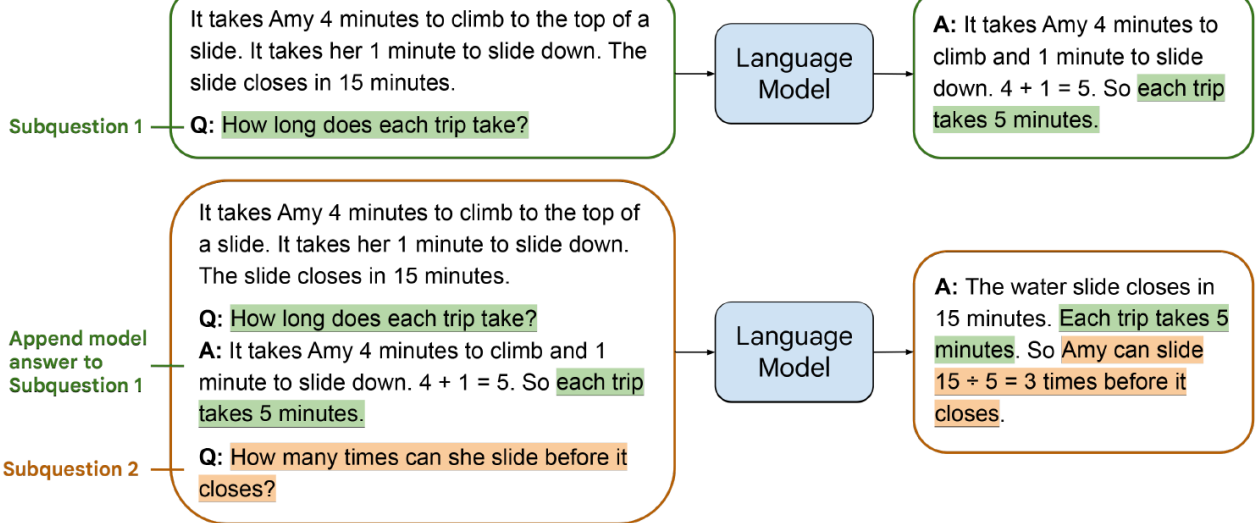 It takes Amy 4 minutes to climb to the top of a
slide. It takes her 1 minute to slide down. The
slide closes in 15 minutes.
Subquestion 1
Q: How long does each trip take?
Language
Model
A: It takes Amy 4 minutes to
climb and 1 minute to slide
down. 4 + 1 = 5. So each trip
takes 5 minutes.
It takes Amy 4 minutes to climb to the top of
a slide. It takes her 1 minute to slide down.
The slide closes in 15 minutes.
Q: How long does each trip take?
Append model
answer to
Subquestion 1
A: It takes Amy 4 minutes to climb and 1
minute to slide down. 4 + 1 = 5. So each trip
takes 5 minutes.
Subquestion 2
Q: How many times can she slide before it
closes?
Language
Model
A: The water slide closes in
15 minutes. Each trip takes 5
minutes. So Amy can slide
15 ÷ 5 = 3 times before it
closes.